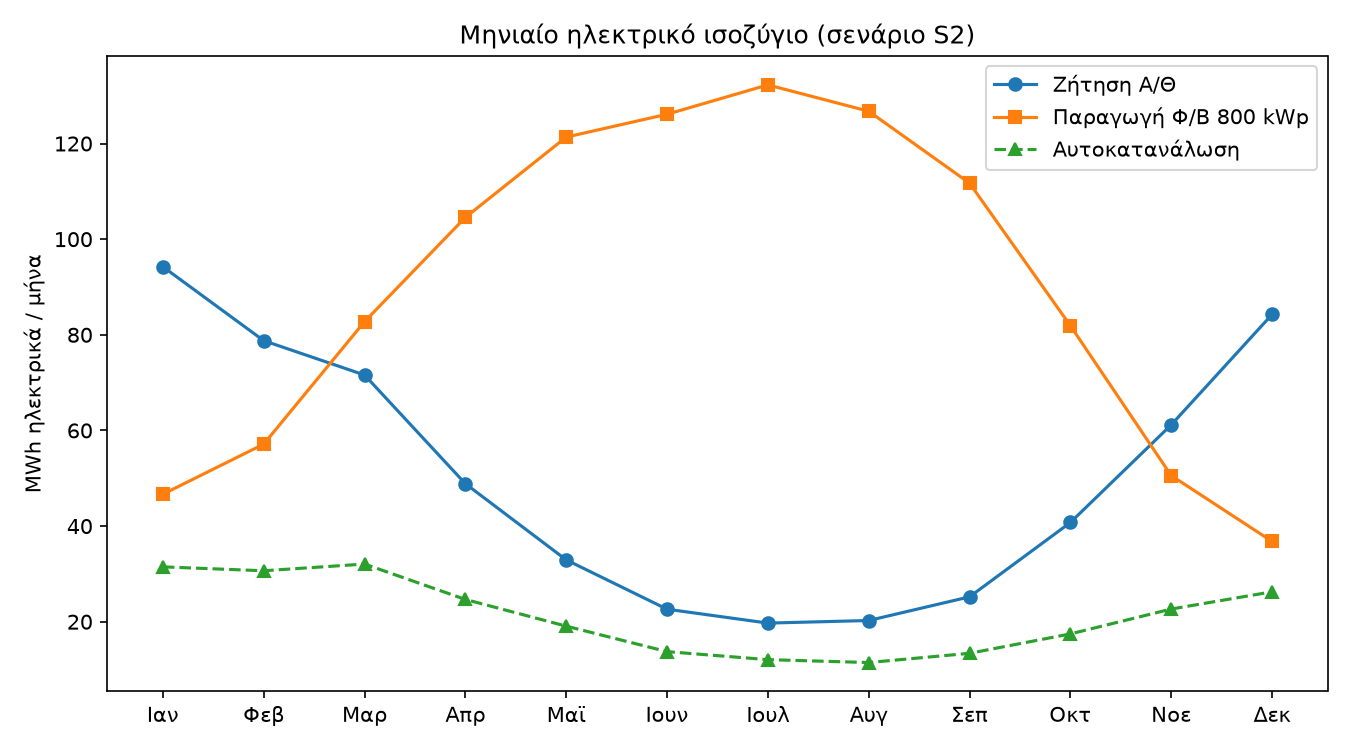 Μηνιαίο ηλεκτρικό ισοζύγιο (σενάριο S2)
Ζήτηση Α/Θ
Παραγωγή Φ/Β 800 kWp
Αυτοκατανάλωση
MWh ηλεκτρικά / μήνα
120
100
80
60
40
20
Ιαν Φεβ Μαρ Απρ Μαϊ Ιουν Ιουλ Αυγ Σεπ Οκτ Νοε Δεκ